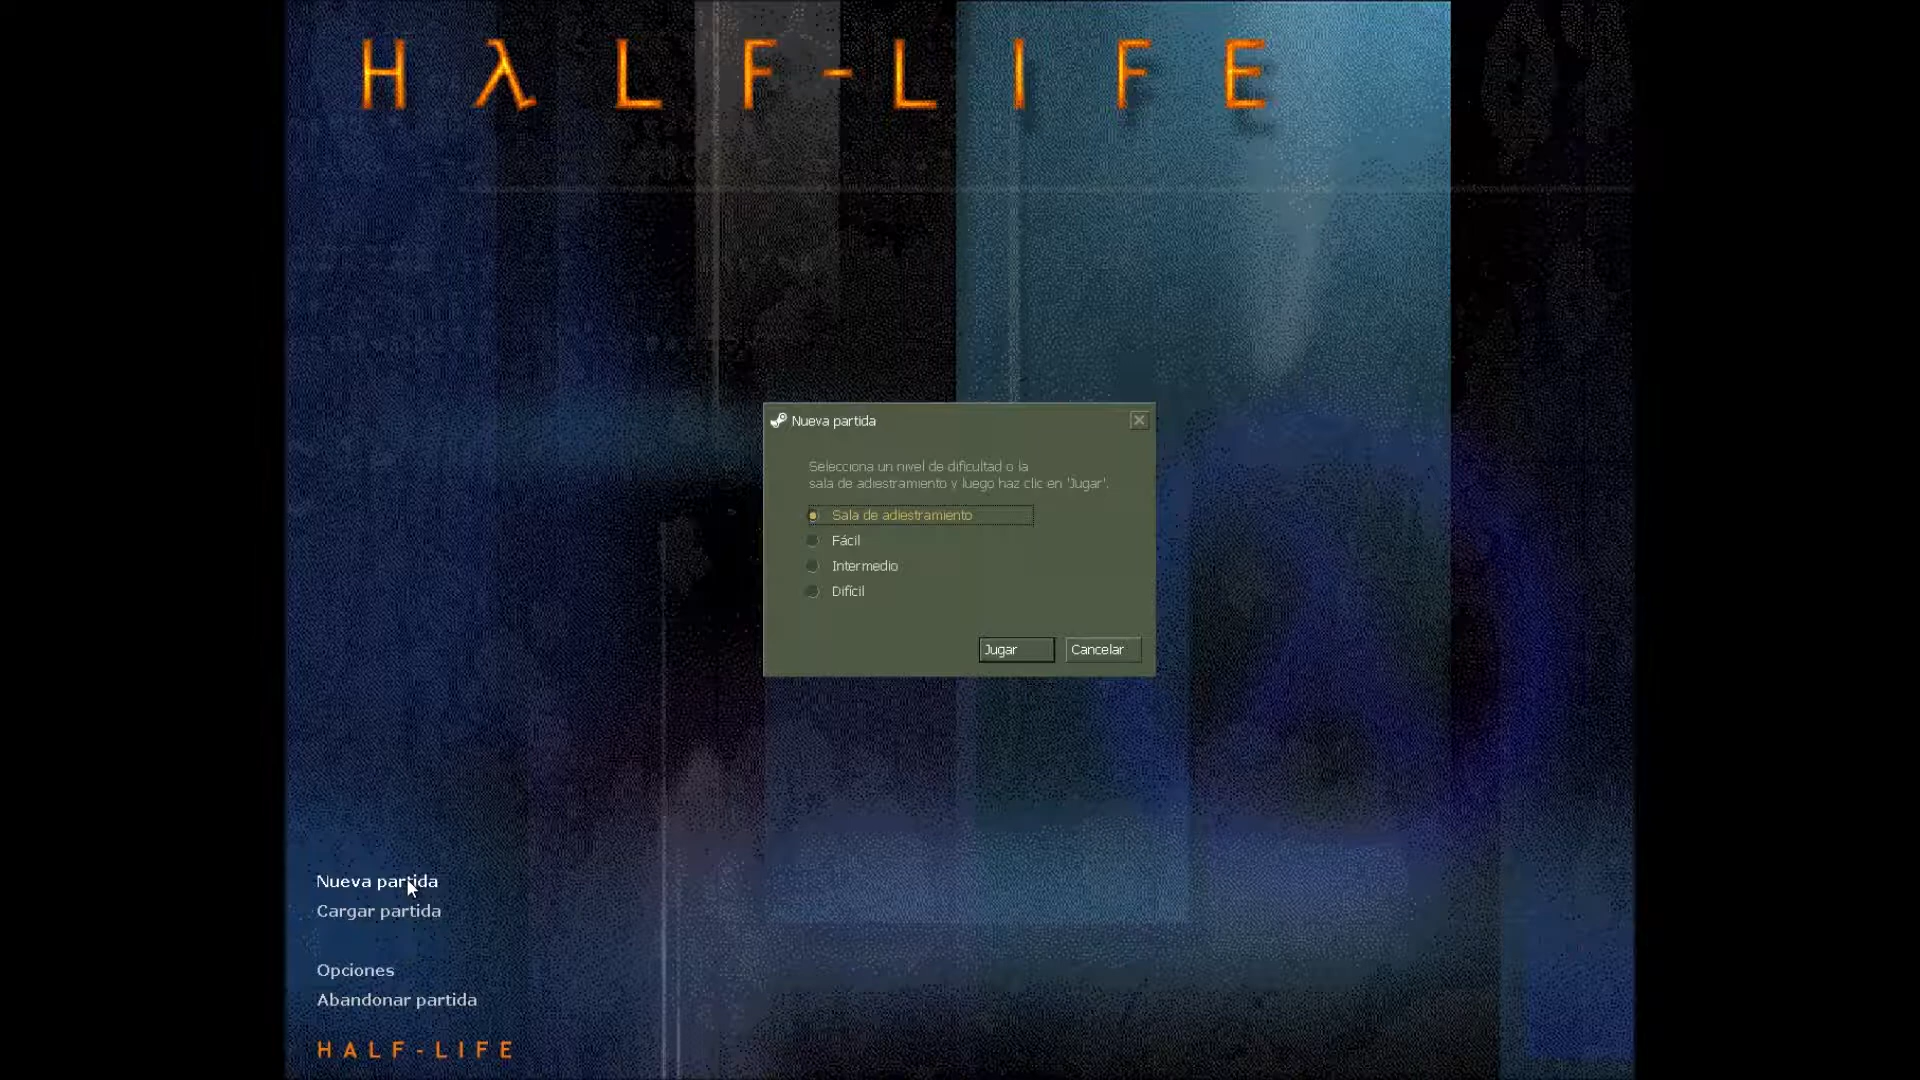 HλLF-LIFE
Nueva partida
Selecciona un nivel de dificultad o la
sala de adiestramiento y luego haz clic en 'Jugar'.
Sala de adiestramiento
Fácil
Intermedio
Difícil
Jugar
Cancelar
Nueva partida
Cargar partida
Opciones
Abandonar partida
HALF-LIFE